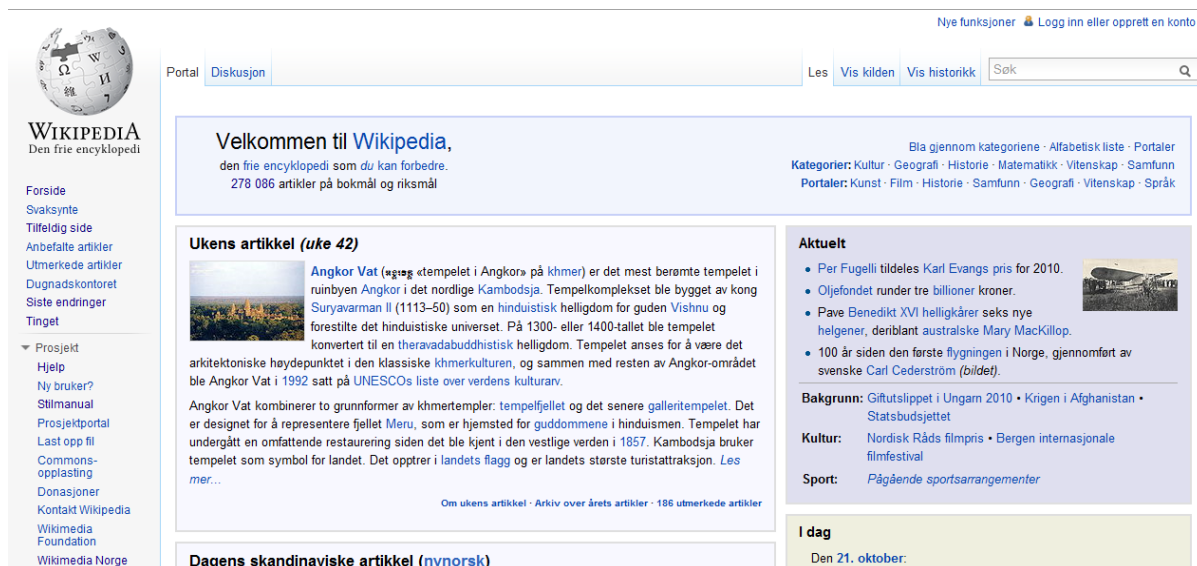 Nye funksjoner Logg inn eller opprett en konto
Portal Diskusjon
Les Vis kilden Vis historikk Søk
WIKIPEDIA
Den frie encyklopedi
Forside
Svaksynte
Tilfeldig side
Anbefalte artikler
Utmerkede artikler
Dugnadskontoret
Siste endringer
Tinget
Prosjekt
Hjelp
Ny bruker?
Stilmanual
Prosjektportal
Last opp fil
Commons-
opplasting
Donasjoner
Kontakt Wikipedia
Wikimedia
Foundation
Wikimedia Norge
Velkommen til Wikipedia,
den frie encyklopedi som du kan forbedre.
278 086 artikler på bokmål og riksmål
Bla gjennom kategoriene · Alfabetisk liste · Portaler
Kategorier: Kultur · Geografi · Historie · Matematikk · Vitenskap · Samfunn
Portaler: Kunst · Film · Historie · Samfunn · Geografi · Vitenskap · Språk
Ukens artikkel (uke 42)
Angkor Vat ( «tempelet i Angkor» på khmer) er det mest berømte tempelet i
ruinbyen Angkor i det nordlige Kambodsja. Tempelkomplekset ble bygget av kong
Suryavarman II (1113–50) som en hinduistisk helligdom for guden Vishnu og
forestilte det hinduistiske universet. På 1300- eller 1400-tallet ble tempelet
konvertert til en theravadabuddhistisk helligdom. Tempelet anses for å være det
arkitektoniske høydepunktet i den klassiske khmerkulturen, og sammen med resten av Angkor-området
ble Angkor Vat i 1992 satt på UNESCOs liste over verdens kulturarv.
Angkor Vat kombinerer to grunnformer av khmertempler: tempelfjellet og det senere galleritempelet. Det
er designet for å representere fjellet Meru, som er hjemsted for guddommene i hinduismen. Tempelet har
undergått en omfattende restaurering siden det ble kjent i den vestlige verden i 1857. Kambodsja bruker
tempelet som symbol for landet. Det opptrer i landets flagg og er landets største turistattraksjon. Les
mer…
Om ukens artikkel · Arkiv over årets artikler · 186 utmerkede artikler
Dagens skandinaviske artikkel (nynorsk)
Aktuelt
Per Fugelli tildeles Karl Evangs pris for 2010.
Oljefondet runder tre billioner kroner.
Pave Benedikt XVI helligkårer seks nye
helgener, deriblant australske Mary MacKillop.
100 år siden den første flygningen i Norge, gjennomført av
svenske Carl Cederström (bildet).
Bakgrunn: Giftutslippet i Ungarn 2010 • Krigen i Afghanistan •
Statsbudsjettet
Kultur: Nordisk Råds filmpris • Bergen internasjonale
filmfestival
Sport: Pågående sportsarrangementer
I dag
Den 21. oktober: